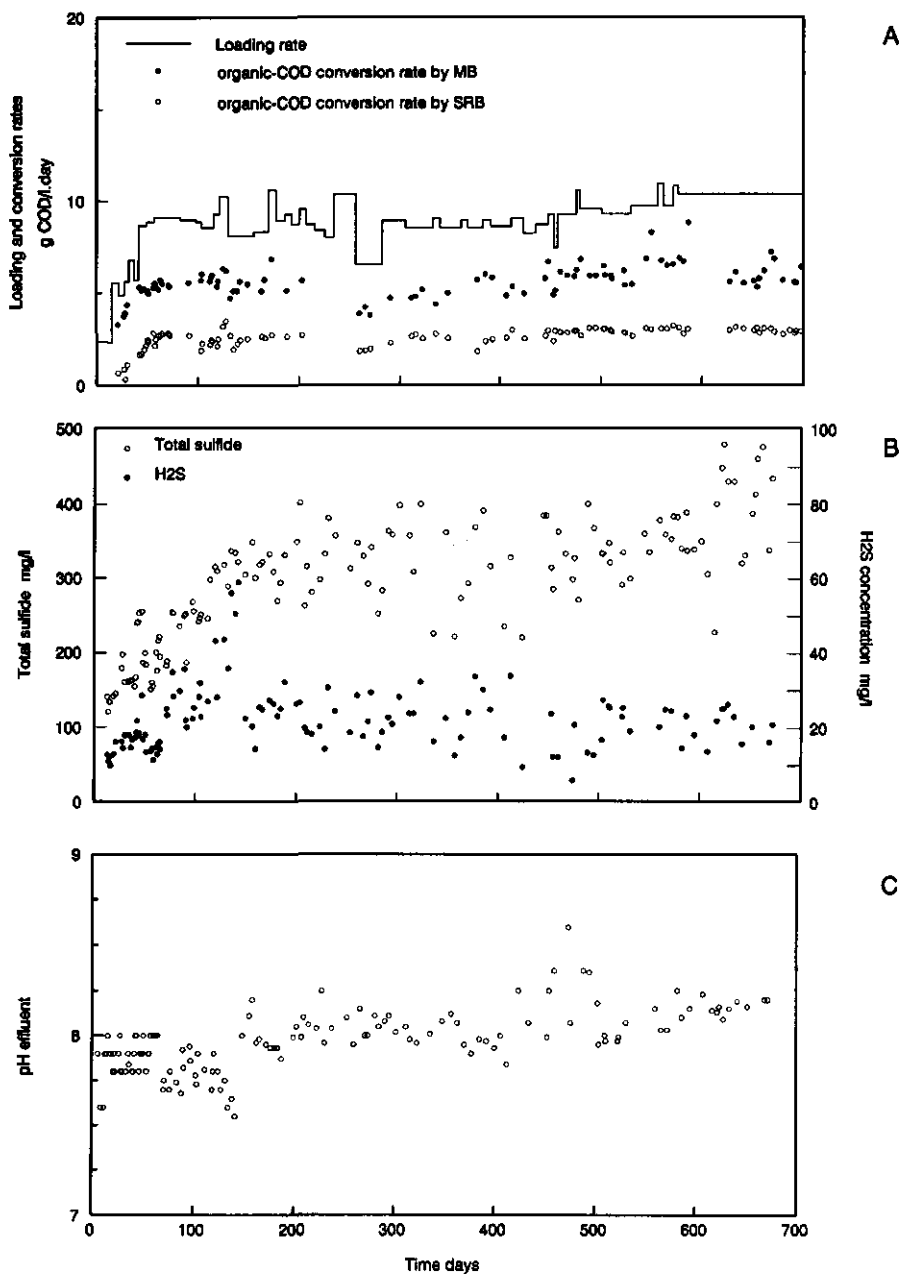 A
20
Loading rate
organic-COD conversion rate by MB
organic-COD conversion rate by SRB
Loading and conversion rates
g COD/l.day
10
0
B
500
100
Total sulfide
H2S
400
80
300
60
200
40
100
20
0
0
Total sulfide mg/l
H2S concentration mg/l
C
9
8
7
pH effluent
0
100
200
300
400
500
600
700
Time days